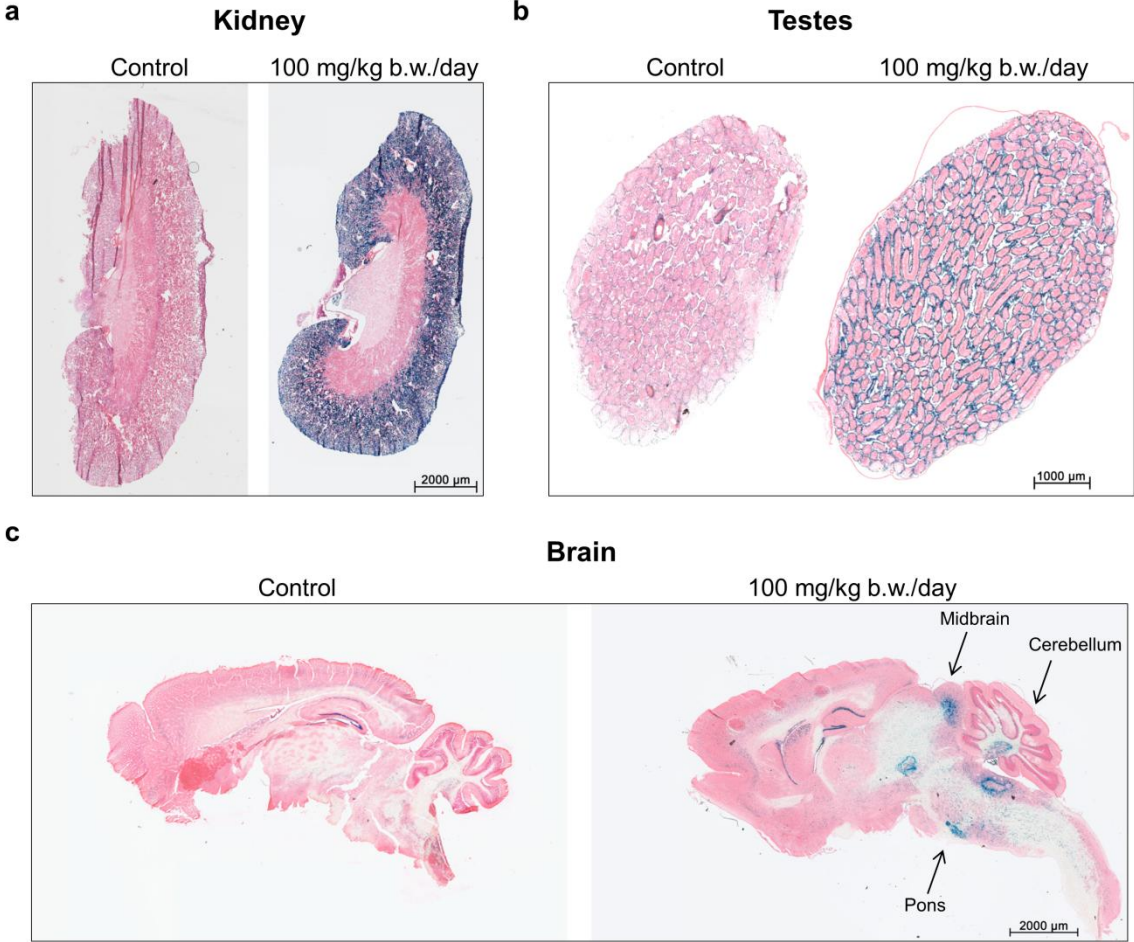 a
Kidney
Control
100 mg/kg b.w./day
2000 µm
b
Testes
Control
100 mg/kg b.w./day
1000 µm
c
Brain
Control
100 mg/kg b.w./day
Midbrain
Cerebellum
Pons
2000 µm